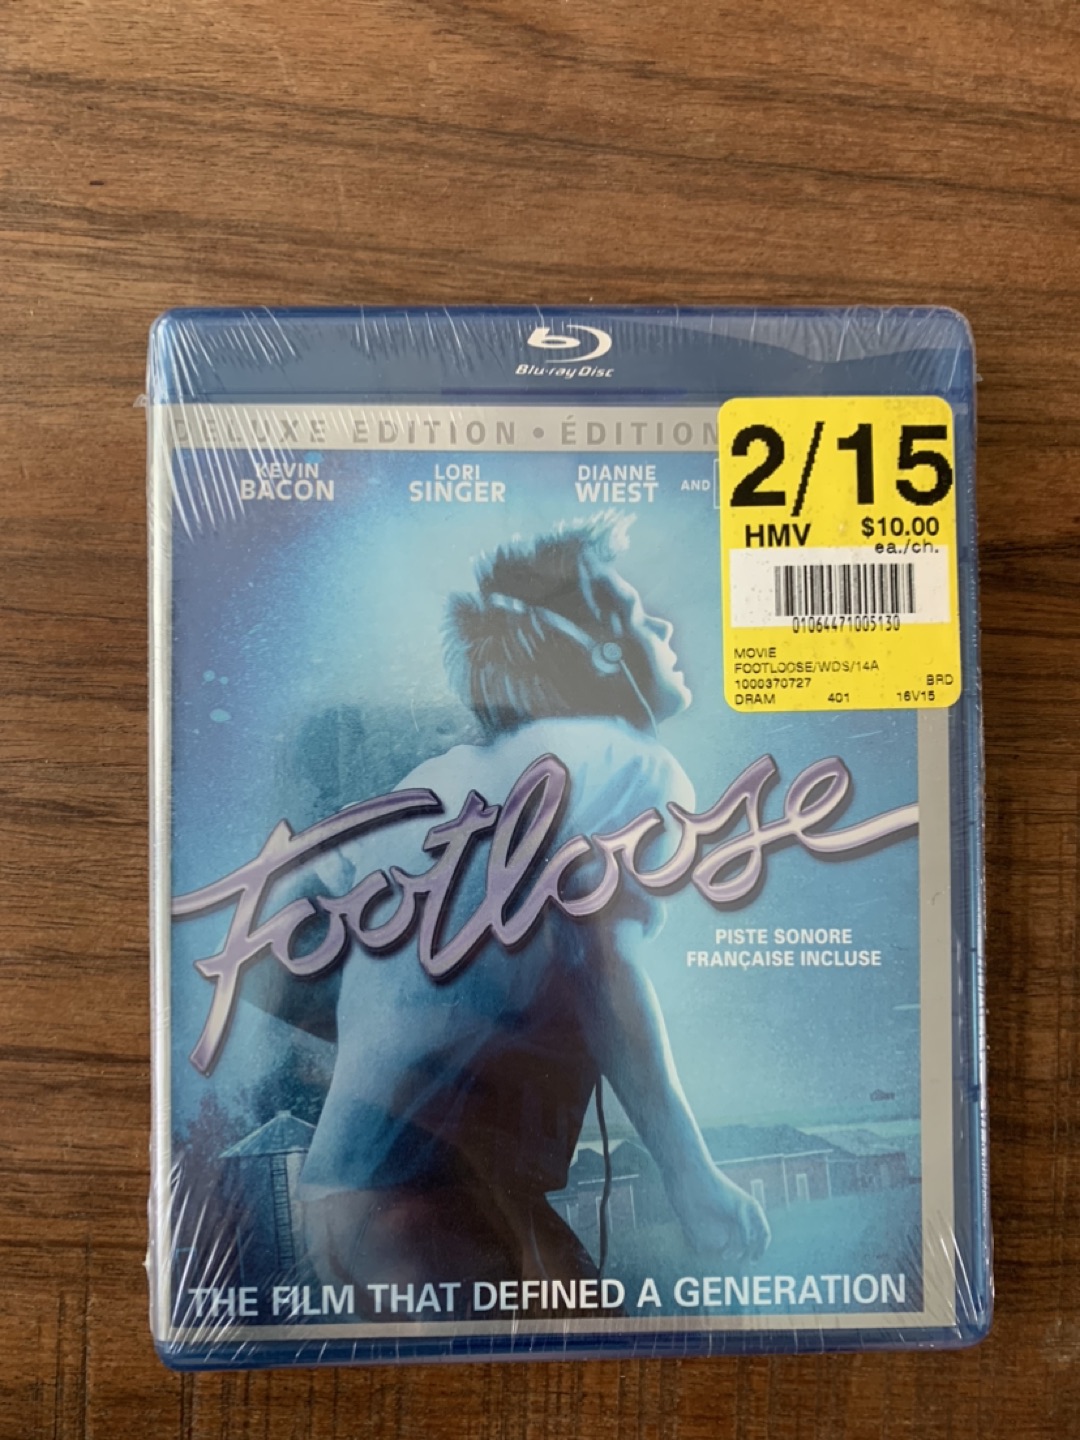 Blu-ray Disc
DELUXE EDITION • ÉDITION
KEVIN BACON
LORI SINGER
DIANNE WIEST
AND
2/15
HMV $10.00
ea./ch.
01064471005130
MOVIE
FOOTLOOSE/WDS/14A
1000370727 BRD
DRAM 401 16V15
Footloose
PISTE SONORE
FRANÇAISE INCLUSE
THE FILM THAT DEFINED A GENERATION